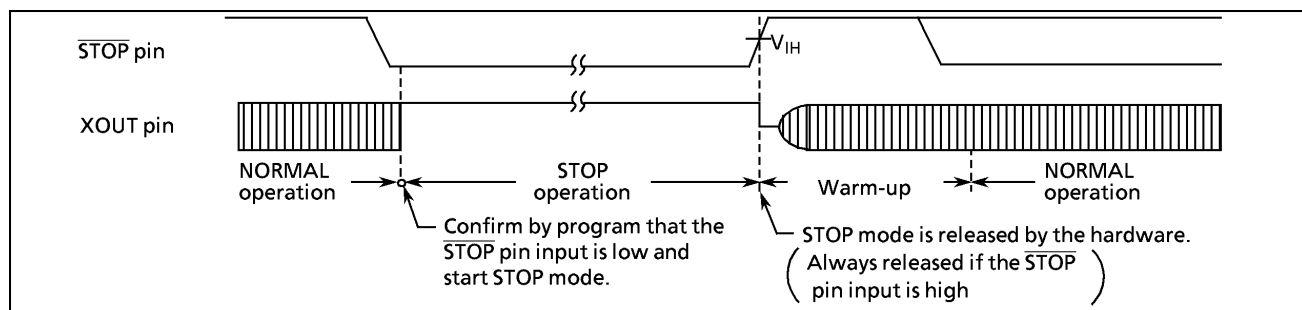 STOP pin
VIH
XOUT pin
NORMAL
operation
STOP
operation
Warm-up
NORMAL
operation
Confirm by program that the
STOP pin input is low and
start STOP mode.
STOP mode is released by the hardware.
( Always released if the STOP
pin input is high )